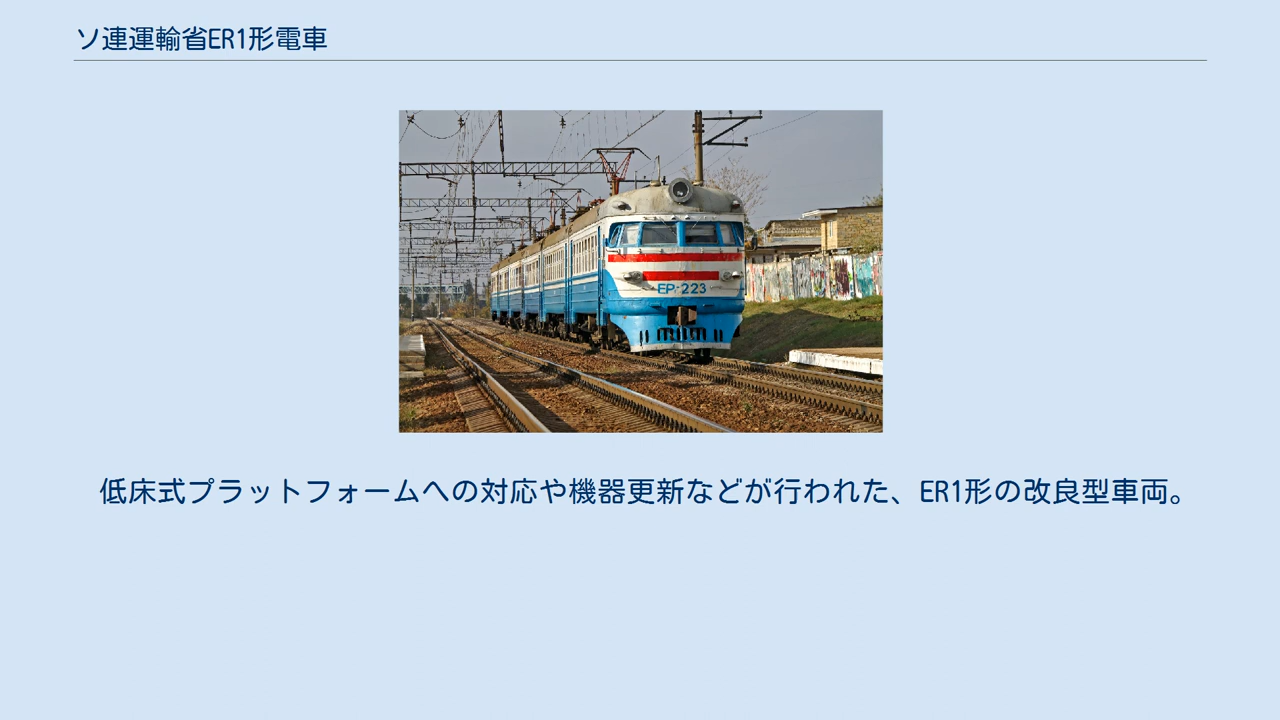 ソ連運輸省ER1形電車
ЕР-223
低床式プラットフォームへの対応や機器更新などが行われた、ER1形の改良型車両。